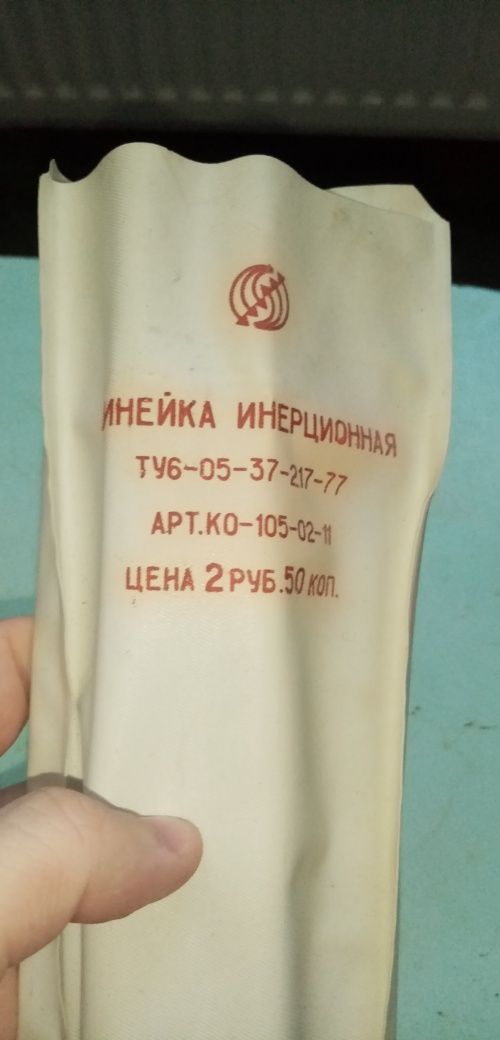 ИНЕЙКА ИНЕРЦИОННАЯ
ТУ6-05-37-217-77
АРТ.КО-105-02-11
ЦЕНА 2 РУБ.50 КОП.